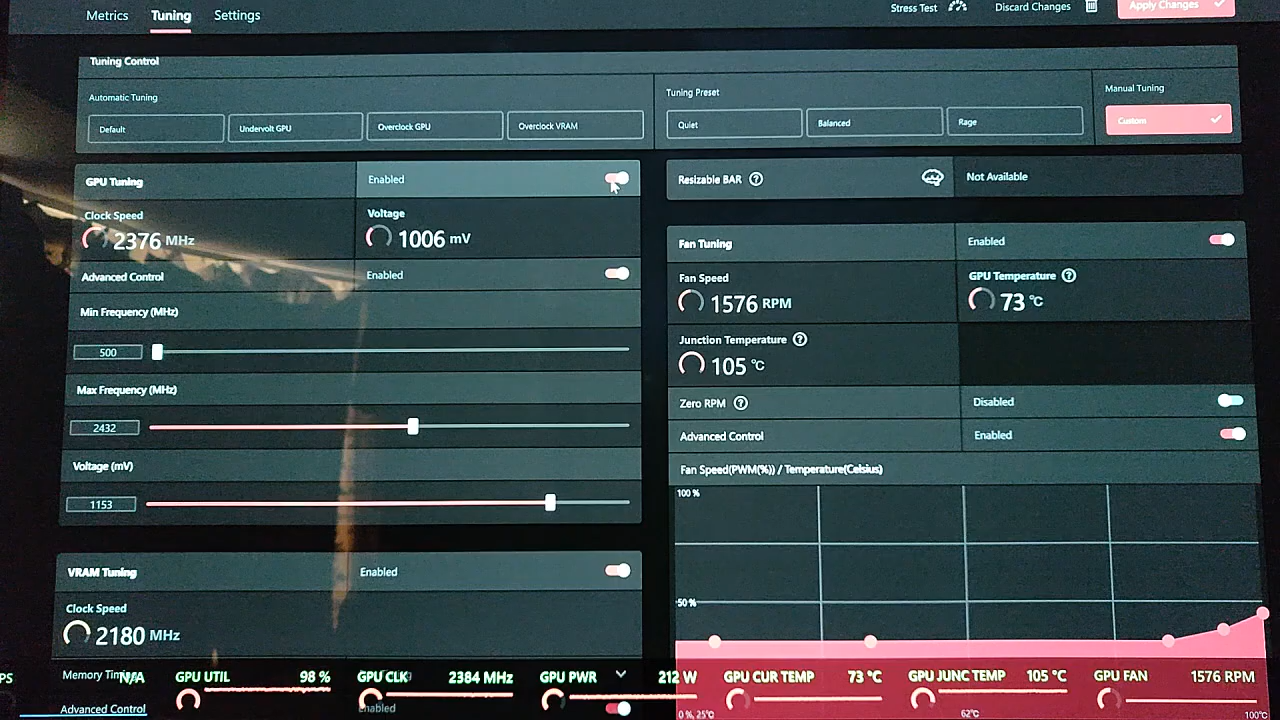 Metrics Tuning Settings Stress Test Discard Changes Apply Changes
Tuning Control
Automatic Tuning
Default Undervolt GPU Overclock GPU Overclock VRAM
Tuning Preset
Quiet Balanced Rage
Manual Tuning
Custom
GPU Tuning Enabled
Clock Speed
2376 MHz
Voltage
1006 mV
Advanced Control Enabled
Min Frequency (MHz)
500
Max Frequency (MHz)
2432
Voltage (mV)
1153
VRAM Tuning Enabled
Clock Speed
2180 MHz
Memory Timing
Advanced Control Enabled
Resizable BAR ? Not Available
Fan Tuning Enabled
Fan Speed
1576 RPM
GPU Temperature ?
73 °C
Junction Temperature ?
105 °C
Zero RPM ? Disabled
Advanced Control Enabled
Fan Speed(PWM(%)) / Temperature(Celsius)
100 %
50 %
0 %, 25°C 62°C 100°C
PS N/A GPU UTIL 98 % GPU CLK 2384 MHz GPU PWR 212 W GPU CUR TEMP 73 °C GPU JUNC TEMP 105 °C GPU FAN 1576 RPM